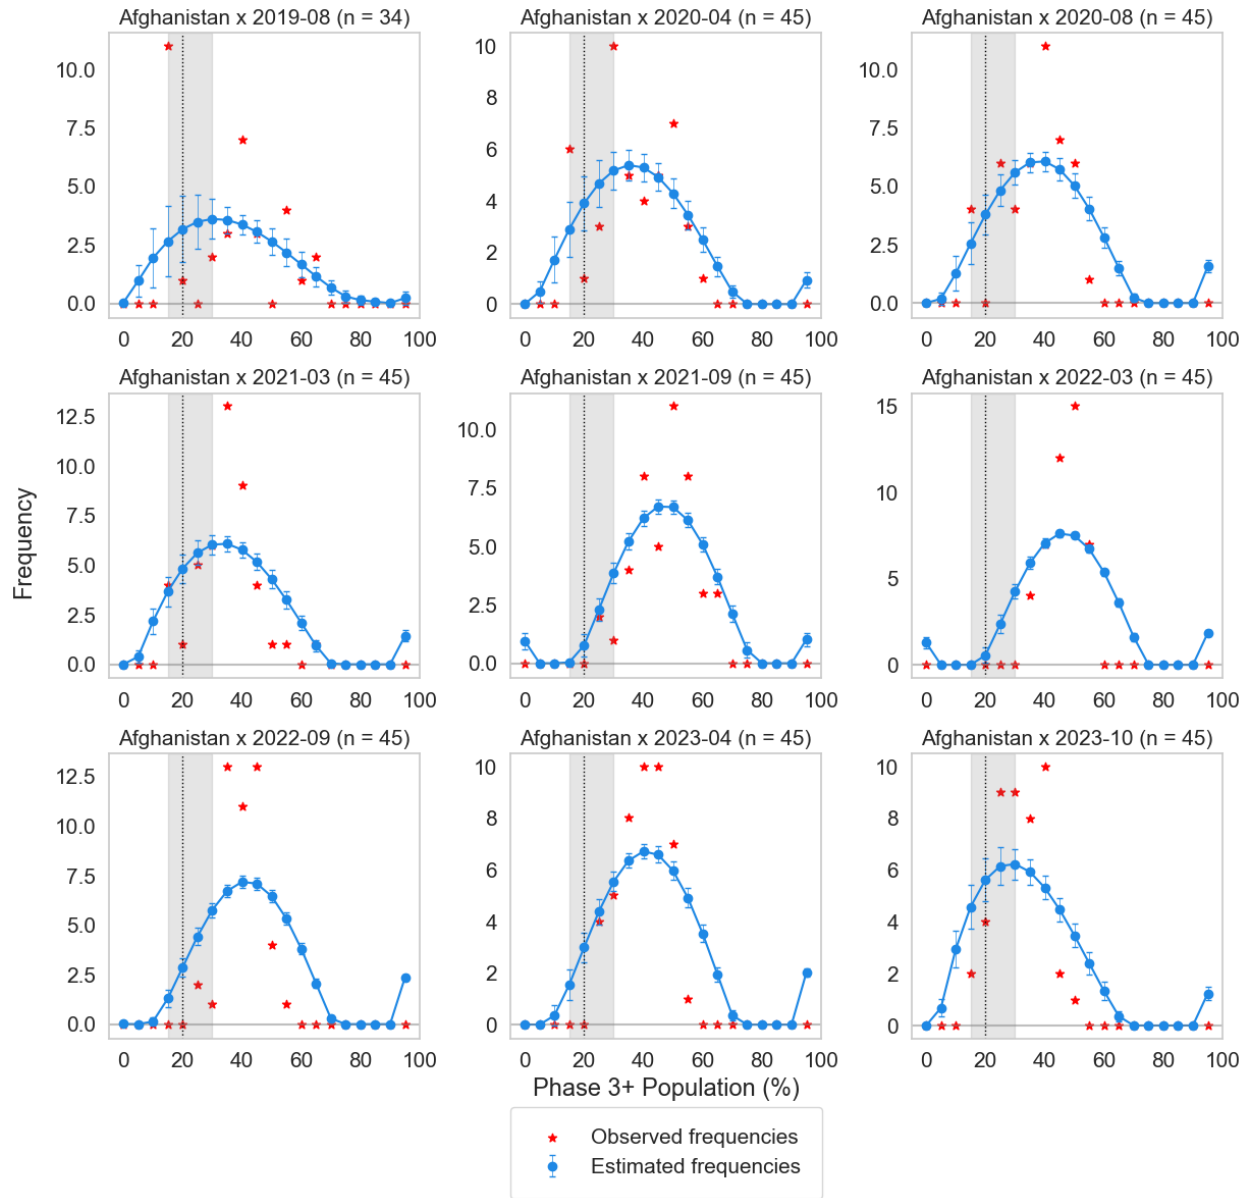 Afghanistan x 2019-08 (n = 34)
Afghanistan x 2020-04 (n = 45)
Afghanistan x 2020-08 (n = 45)
10.0
7.5
5.0
2.5
0.0
0 20 40 60 80 100
10
8
6
4
2
0
0 20 40 60 80 100
10.0
7.5
5.0
2.5
0.0
0 20 40 60 80 100
Afghanistan x 2021-03 (n = 45)
Afghanistan x 2021-09 (n = 45)
Afghanistan x 2022-03 (n = 45)
Frequency
12.5
10.0
7.5
5.0
2.5
0.0
0 20 40 60 80 100
10.0
7.5
5.0
2.5
0.0
0 20 40 60 80 100
15
10
5
0
0 20 40 60 80 100
Afghanistan x 2022-09 (n = 45)
Afghanistan x 2023-04 (n = 45)
Afghanistan x 2023-10 (n = 45)
12.5
10.0
7.5
5.0
2.5
0.0
0 20 40 60 80 100
10
8
6
4
2
0
0 20 40 60 80 100
10
8
6
4
2
0
0 20 40 60 80 100
Phase 3+ Population (%)
Observed frequencies
Estimated frequencies